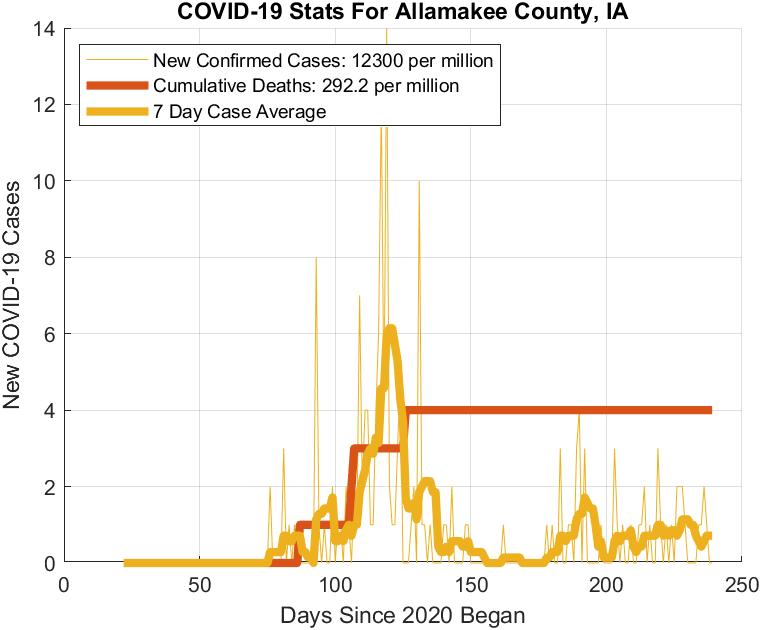 COVID-19 Stats For Allamakee County, IA
14
New Confirmed Cases: 12300 per million
Cumulative Deaths: 292.2 per million
7 Day Case Average
12
10
8
6
4
2
0
New COVID-19 Cases
0 50 100 150 200 250
Days Since 2020 Began